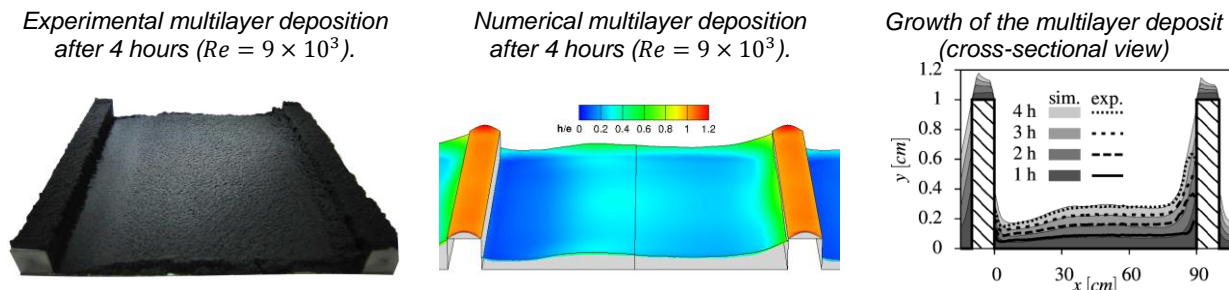 Experimental multilayer deposition
after 4 hours (𝑅𝑒 = 9 × 10³).
Numerical multilayer deposition
after 4 hours (𝑅𝑒 = 9 × 10³).
h/e
0 0.2 0.4 0.6 0.8 1 1.2
Growth of the multilayer deposit
(cross-sectional view)
1.2
1
0.8
0.6
0.4
0.2
0
y [cm]
sim. exp.
4 h
3 h
2 h
1 h
0 30 60 90
x [cm]